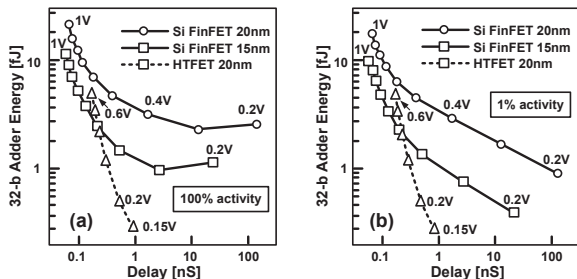 1V
Si FinFET 20nm
1V
Si FinFET 15nm
HTFET 20nm
10
0.4V
0.2V
0.6V
0.2V
1
0.2V
(a)
100% activity
0.15V
0.1
1
10
100
32-b Adder Energy [fJ]
Delay [nS]
1V
Si FinFET 20nm
1V
Si FinFET 15nm
HTFET 20nm
10
1% activity
0.4V
0.6V
0.2V
1
0.2V
0.2V
(b)
0.15V
0.1
1
10
100
32-b Adder Energy [fJ]
Delay [nS]